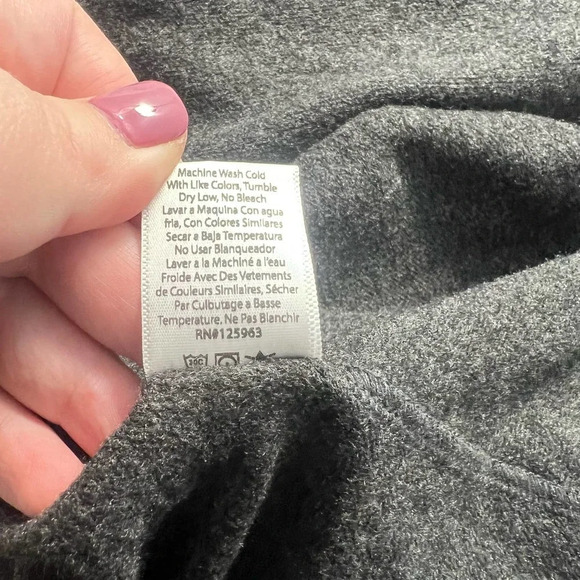 Machine Wash Cold
With Like Colors, Tumble
Dry Low, No Bleach
Lavar a Maquina Con agua
fria, Con Colores Similares
Secar a Baja Temperatura
No Usar Blanqueador
Laver a la Machiné a l'eau
Froide Avec Des Vetements
de Couleurs Similaires, Sécher
Par Culbutage a Basse
Temperature. Ne Pas Blanchir
RN#125963
30C